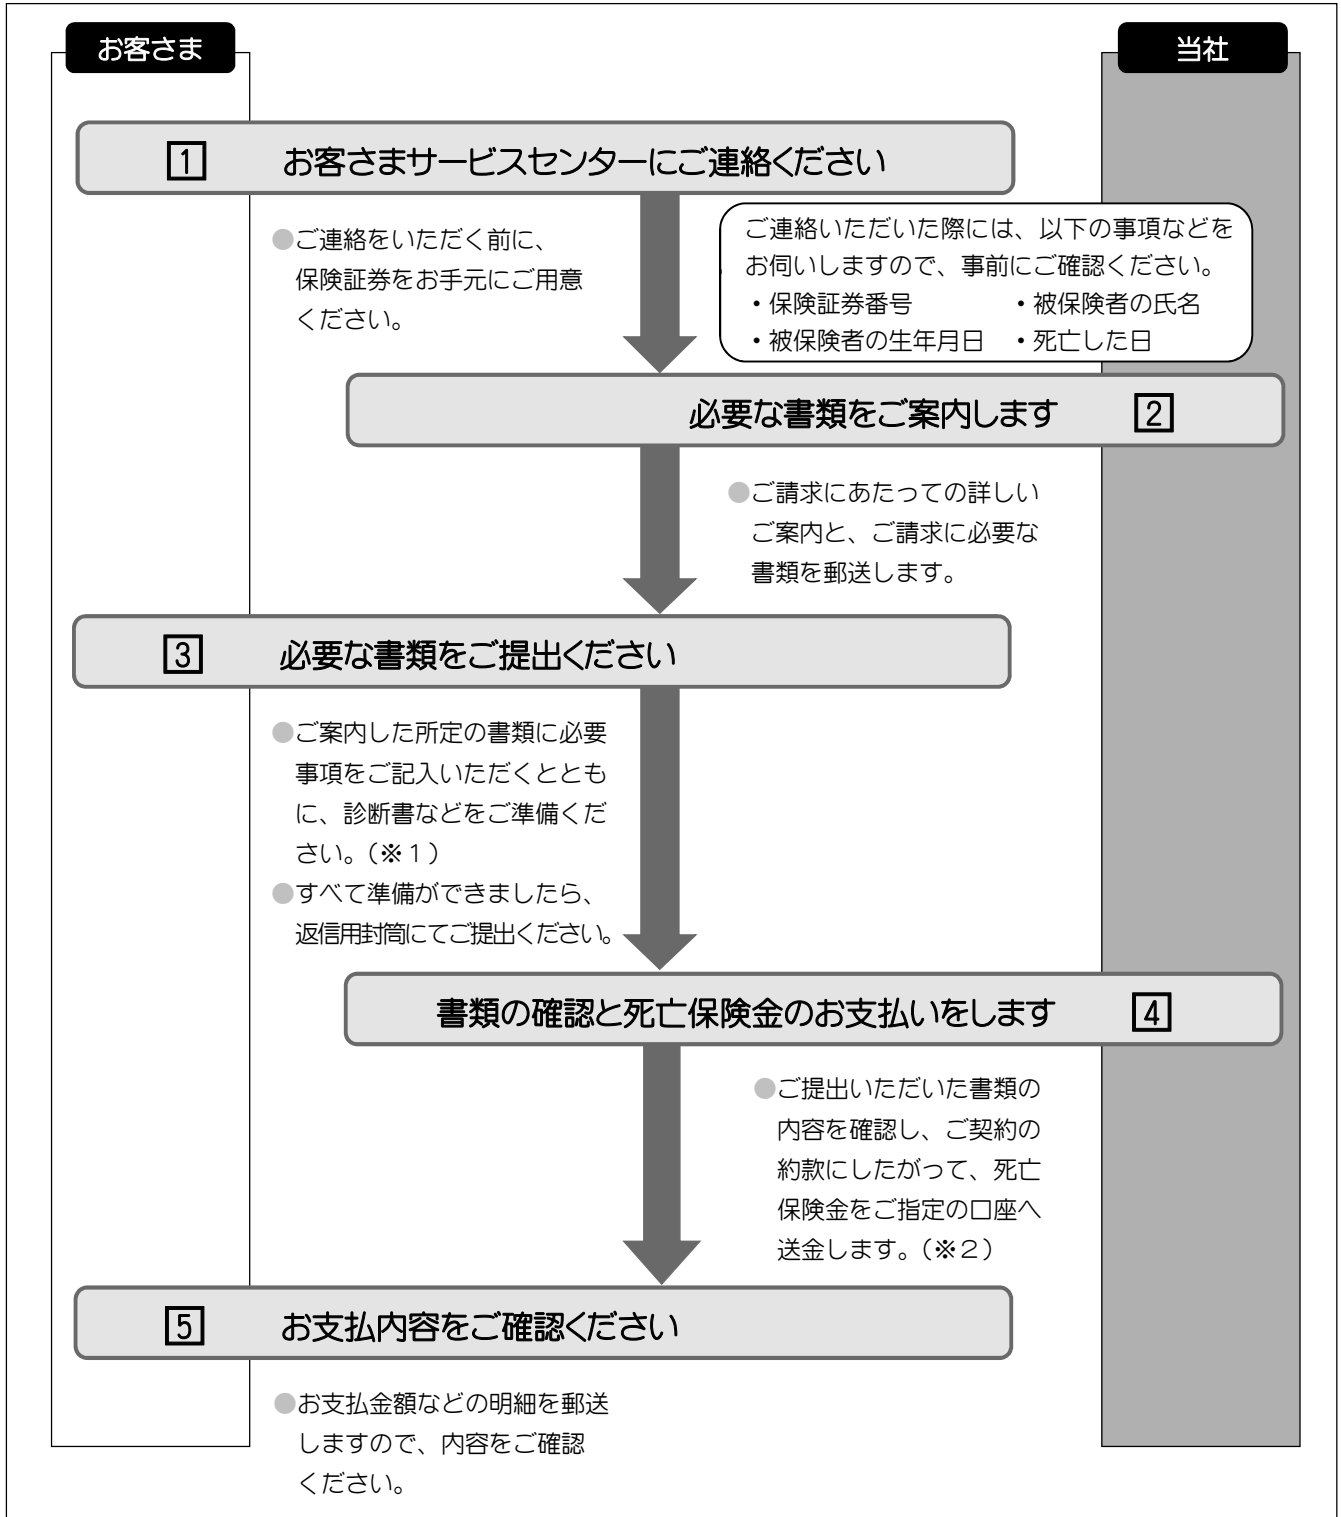 お客さま
当社
1 お客さまサービスセンターにご連絡ください
●ご連絡をいただく前に、
保険証券をお手元にご用意
ください。
ご連絡いただいた際には、以下の事項などを
お伺いしますので、事前にご確認ください。
・保険証券番号 ・被保険者の氏名
・被保険者の生年月日 ・死亡した日
必要な書類をご案内します 2
●ご請求にあたっての詳しい
ご案内と、ご請求に必要な
書類を郵送します。
3 必要な書類をご提出ください
●ご案内した所定の書類に必要
事項をご記入いただくととも
に、診断書などをご準備くだ
さい。(※1)
●すべて準備ができましたら、
返信用封筒にてご提出ください。
書類の確認と死亡保険金のお支払いをします 4
●ご提出いただいた書類の
内容を確認し、ご契約の
約款にしたがって、死亡
保険金をご指定の口座へ
送金します。(※2)
5 お支払内容をご確認ください
●お支払金額などの明細を郵送
しますので、内容をご確認
ください。